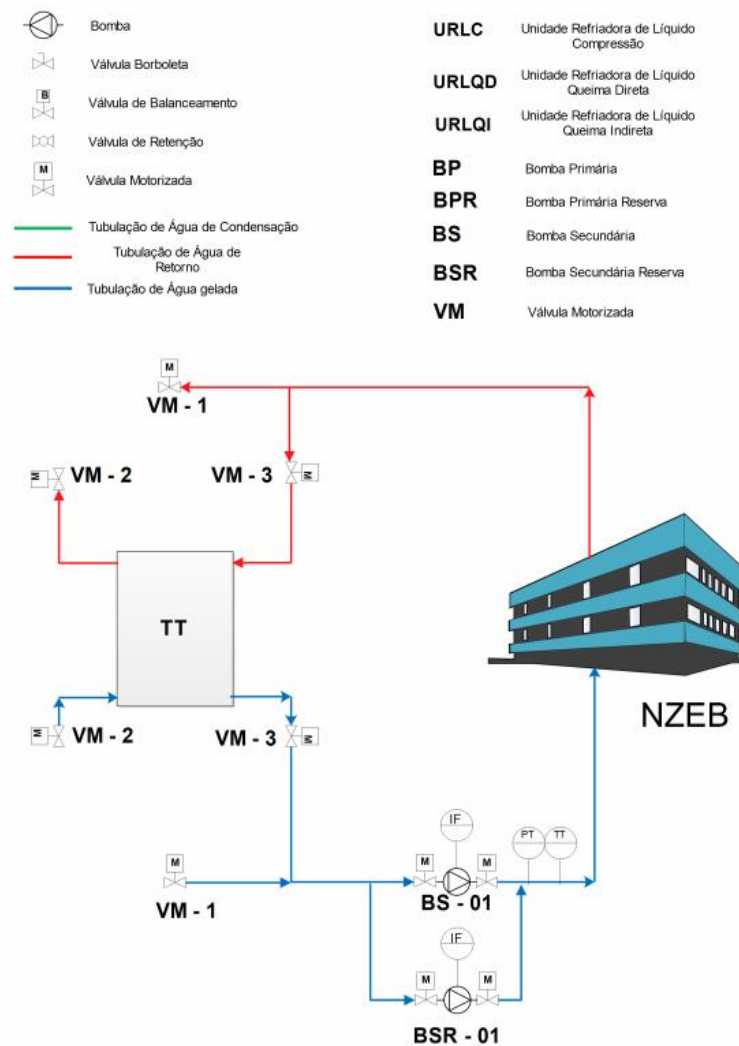 Bomba
Válvula Borboleta
B
Válvula de Balanceamento
Válvula de Retenção
M
Válvula Motorizada
Tubulação de Água de Condensação
Tubulação de Água de
Retorno
Tubulação de Água gelada
URLC
Unidade Refriadora de Líquido
Compressão
URLQD
Unidade Refriadora de Líquido
Queima Direta
URLQI
Unidade Refriadora de Líquido
Queima Indireta
BP
Bomba Primária
BPR
Bomba Primária Reserva
BS
Bomba Secundária
BSR
Bomba Secundária Reserva
VM
Válvula Motorizada
M
VM - 1
M
VM - 2
VM - 3
M
TT
M
VM - 2
VM - 3
M
NZEB
M
VM - 1
IF
M
M
BS - 01
PT
TT
IF
M
M
BSR - 01